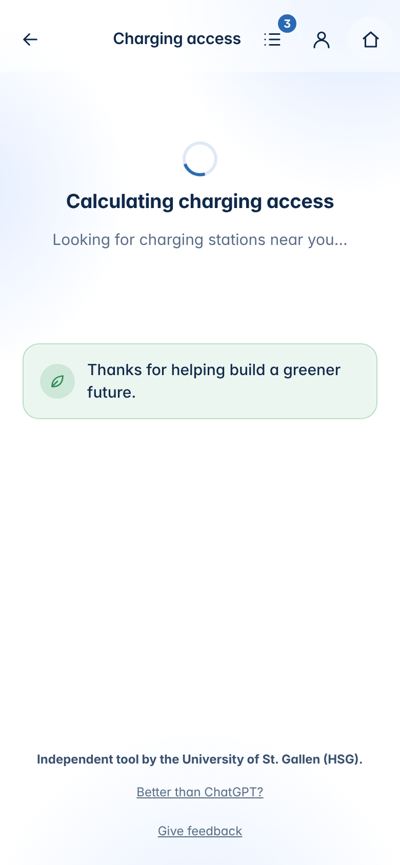 Charging access
3
Calculating charging access
Looking for charging stations near you...
Thanks for helping build a greener
future.
Independent tool by the University of St. Gallen (HSG).
Better than ChatGPT?
Give feedback